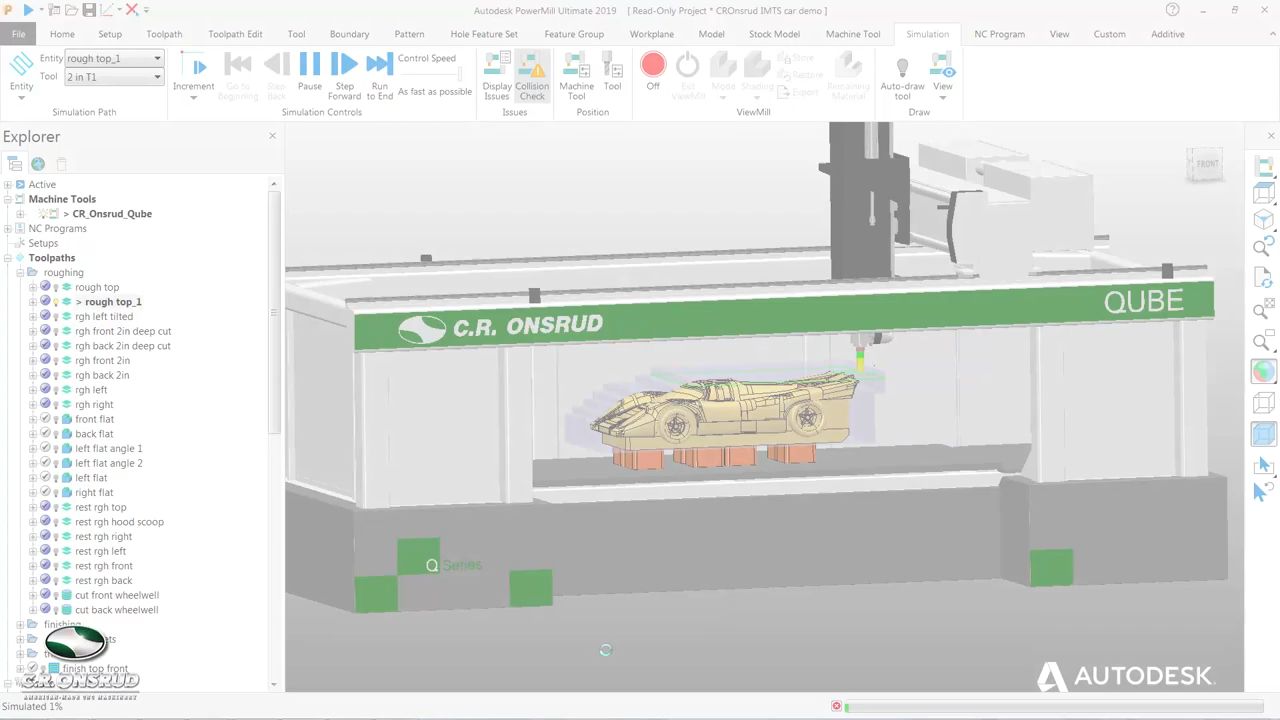 Autodesk PowerMill Ultimate 2019 [ Read-Only Project * CROnsrud IMTS car demo ]
File Home Setup Toolpath Toolpath Edit Tool Boundary Pattern Hole Feature Set Feature Group Workplane Model Stock Model Machine Tool Simulation NC Program View Custom Additive
Entity rough top_1
Tool 2 in T1
Entity
Increment
Go to Beginning
Step Back
Pause
Step Forward
Run to End
Control Speed
As fast as possible
Display Issues
Collision Check
Machine Tool
Tool
Off
Exit ViewMill
Mode
Shading
Store
Restore
Export
Remaining Material
Auto-draw tool
View
Simulation Path
Simulation Controls
Issues
Position
ViewMill
Draw
Explorer
Active
Machine Tools
> CR_Onsrud_Qube
NC Programs
Setups
Toolpaths
roughing
rough top
> rough top_1
rgh left tilted
rgh front 2in deep cut
rgh back 2in deep cut
rgh front 2in
rgh back 2in
rgh left
rgh right
front flat
back flat
left flat angle 1
left flat angle 2
left flat
right flat
rest rgh top
rest rgh hood scoop
rest rgh right
rest rgh left
rest rgh front
rest rgh back
cut front wheelwell
cut back wheelwell
finishing
finish top front
C.R. ONSRUD
AMERICAN-MADE CNC MACHINERY
Simulated 1%
FRONT
C.R. ONSRUD
QUBE
Q Series
AUTODESK.